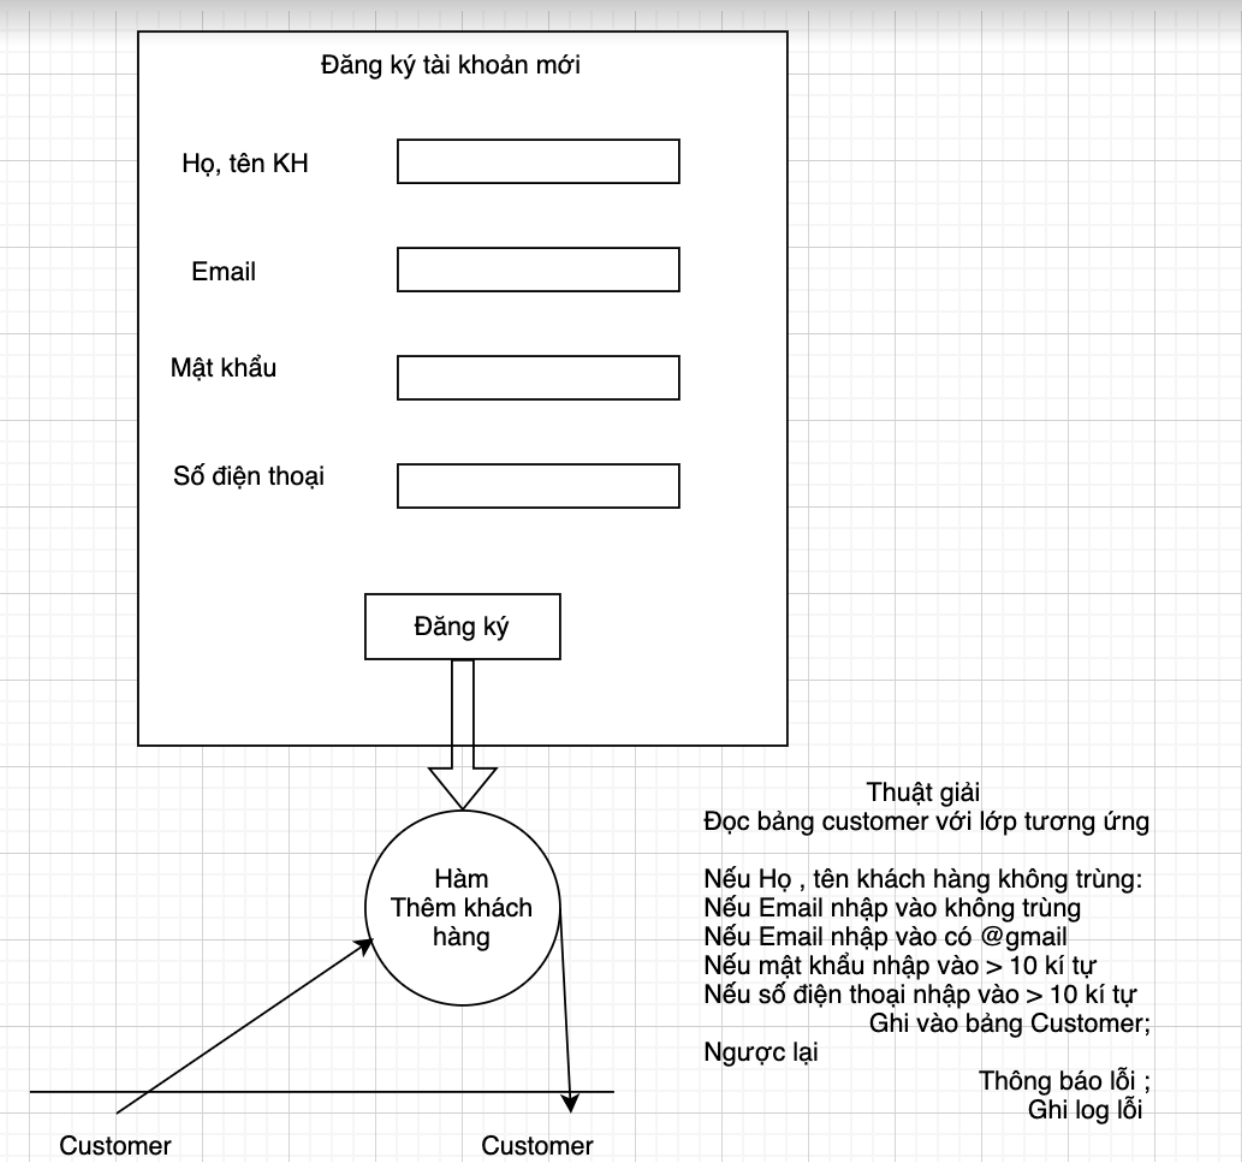 Đăng ký tài khoản mới
Họ, tên KH
Email
Mật khẩu
Số điện thoại
Đăng ký
Hàm
Thêm khách
hàng
Customer
Customer
Thuật giải
Đọc bảng customer với lớp tương ứng
Nếu Họ , tên khách hàng không trùng:
Nếu Email nhập vào không trùng
Nếu Email nhập vào có @gmail
Nếu mật khẩu nhập vào > 10 kí tự
Nếu số điện thoại nhập vào > 10 kí tự
Ghi vào bảng Customer;
Ngược lại
Thông báo lỗi ;
Ghi log lỗi